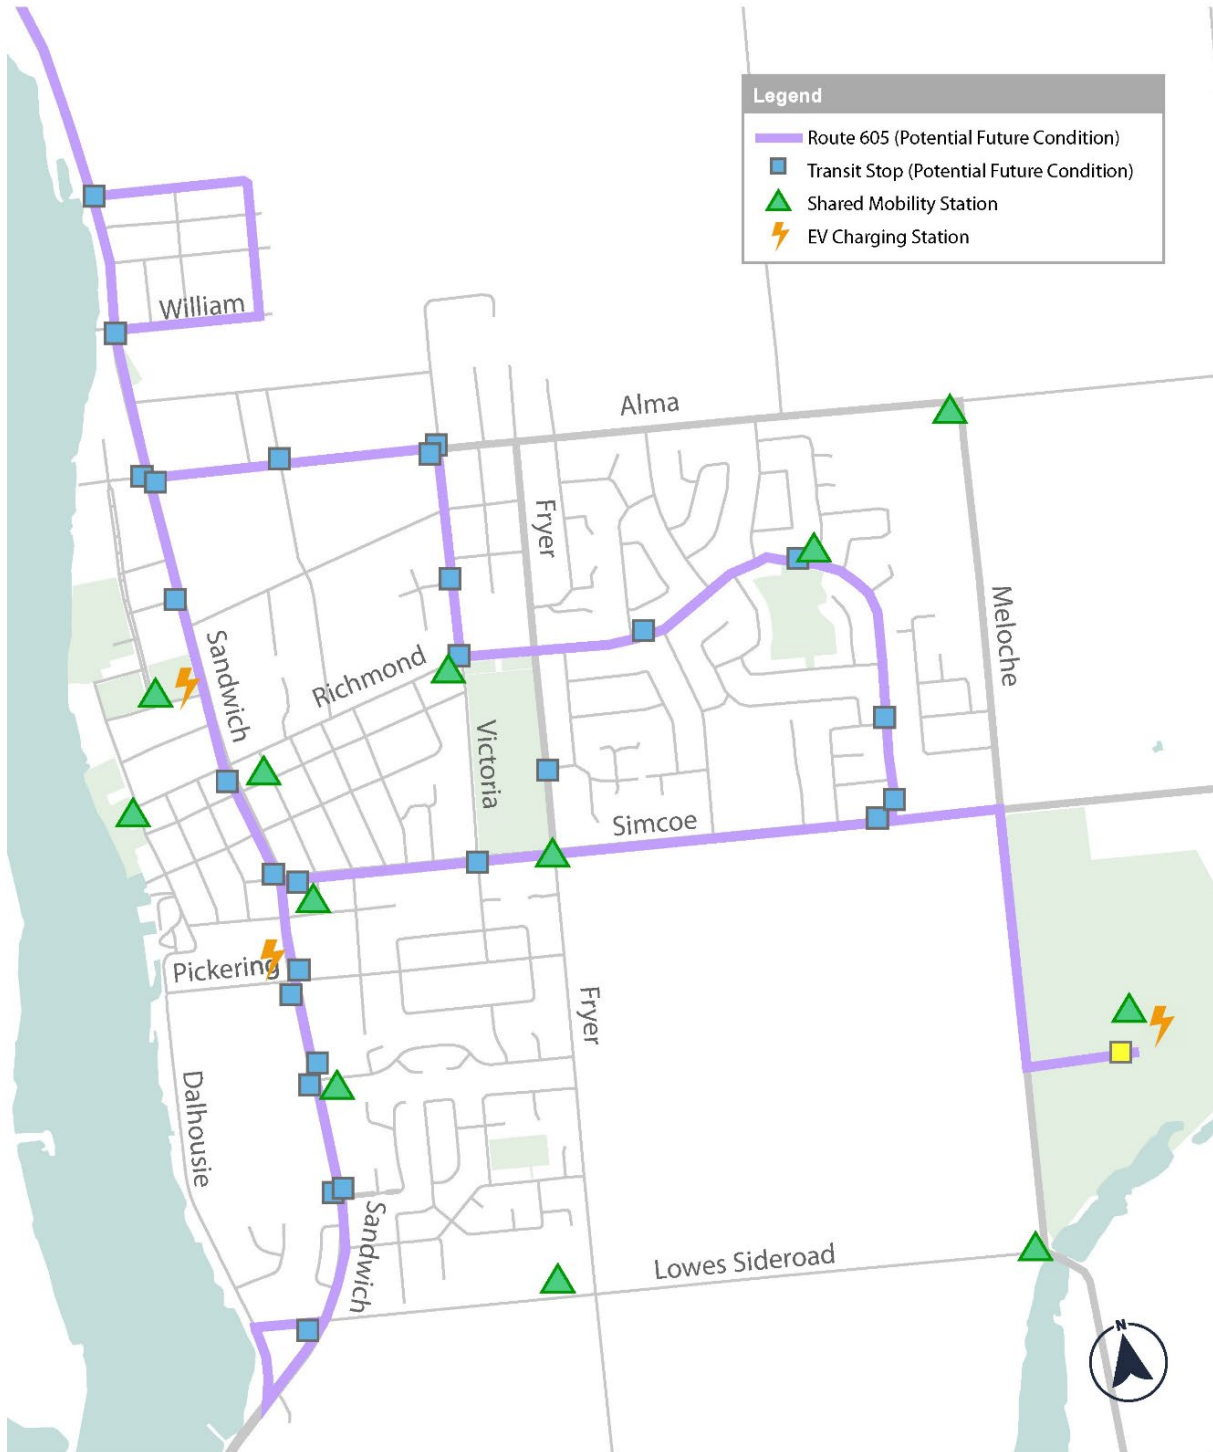 Legend
Route 605 (Potential Future Condition)
Transit Stop (Potential Future Condition)
Shared Mobility Station
EV Charging Station
William
Alma
Fryer
Meloche
Sandwich
Richmond
Victoria
Simcoe
Pickering
Fryer
Dalhousie
Sandwich
Lowes Sideroad
N